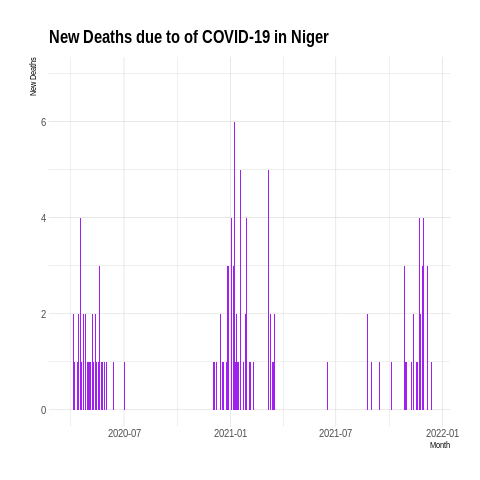 New Deaths due to of COVID-19 in Niger
New Deaths
6
4
2
0
2020-07 2021-01 2021-07 2022-01
Month